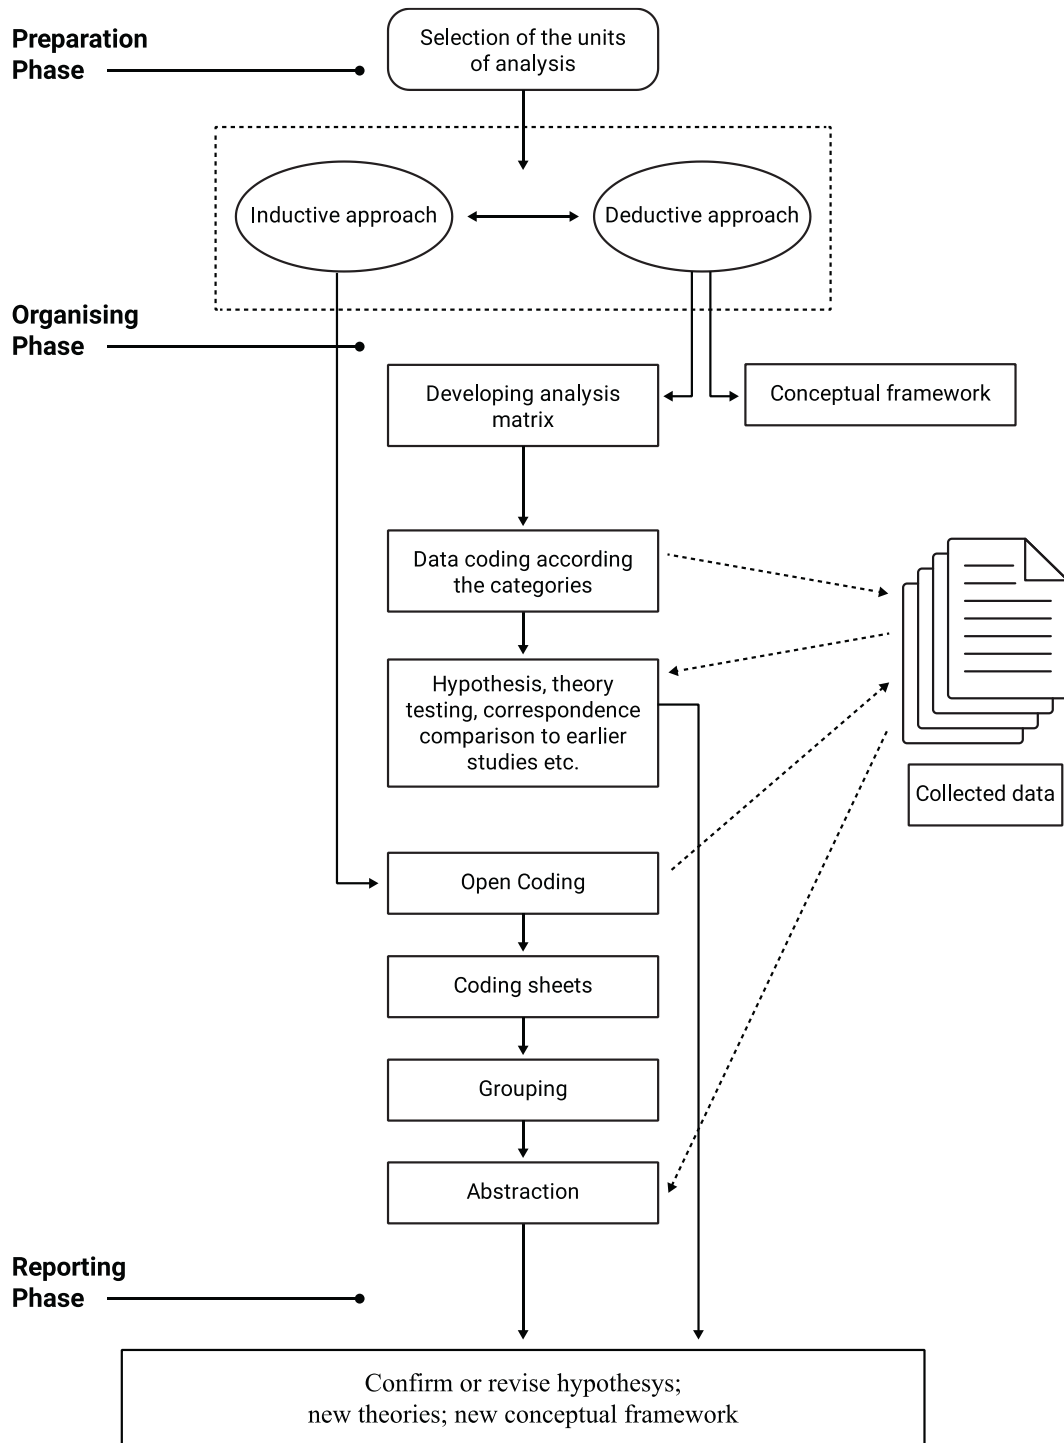 Preparation
Phase
Selection of the units
of analysis
Inductive approach
Deductive approach
Organising
Phase
Developing analysis
matrix
Conceptual framework
Data coding according
the categories
Hypothesis, theory
testing, correspondence
comparison to earlier
studies etc.
Collected data
Open Coding
Coding sheets
Grouping
Abstraction
Reporting
Phase
Confirm or revise hypothesys;
new theories; new conceptual framework